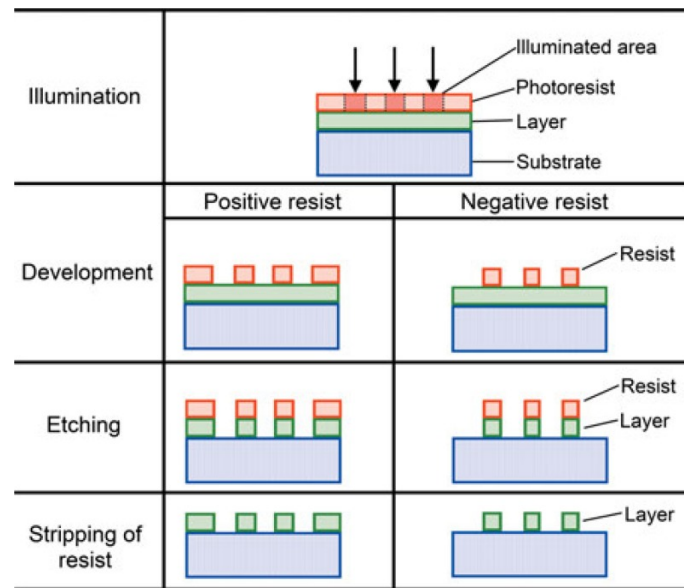 Illumination
Illuminated area
Photoresist
Layer
Substrate
Positive resist
Negative resist
Development
Resist
Etching
Resist
Layer
Stripping of
resist
Layer